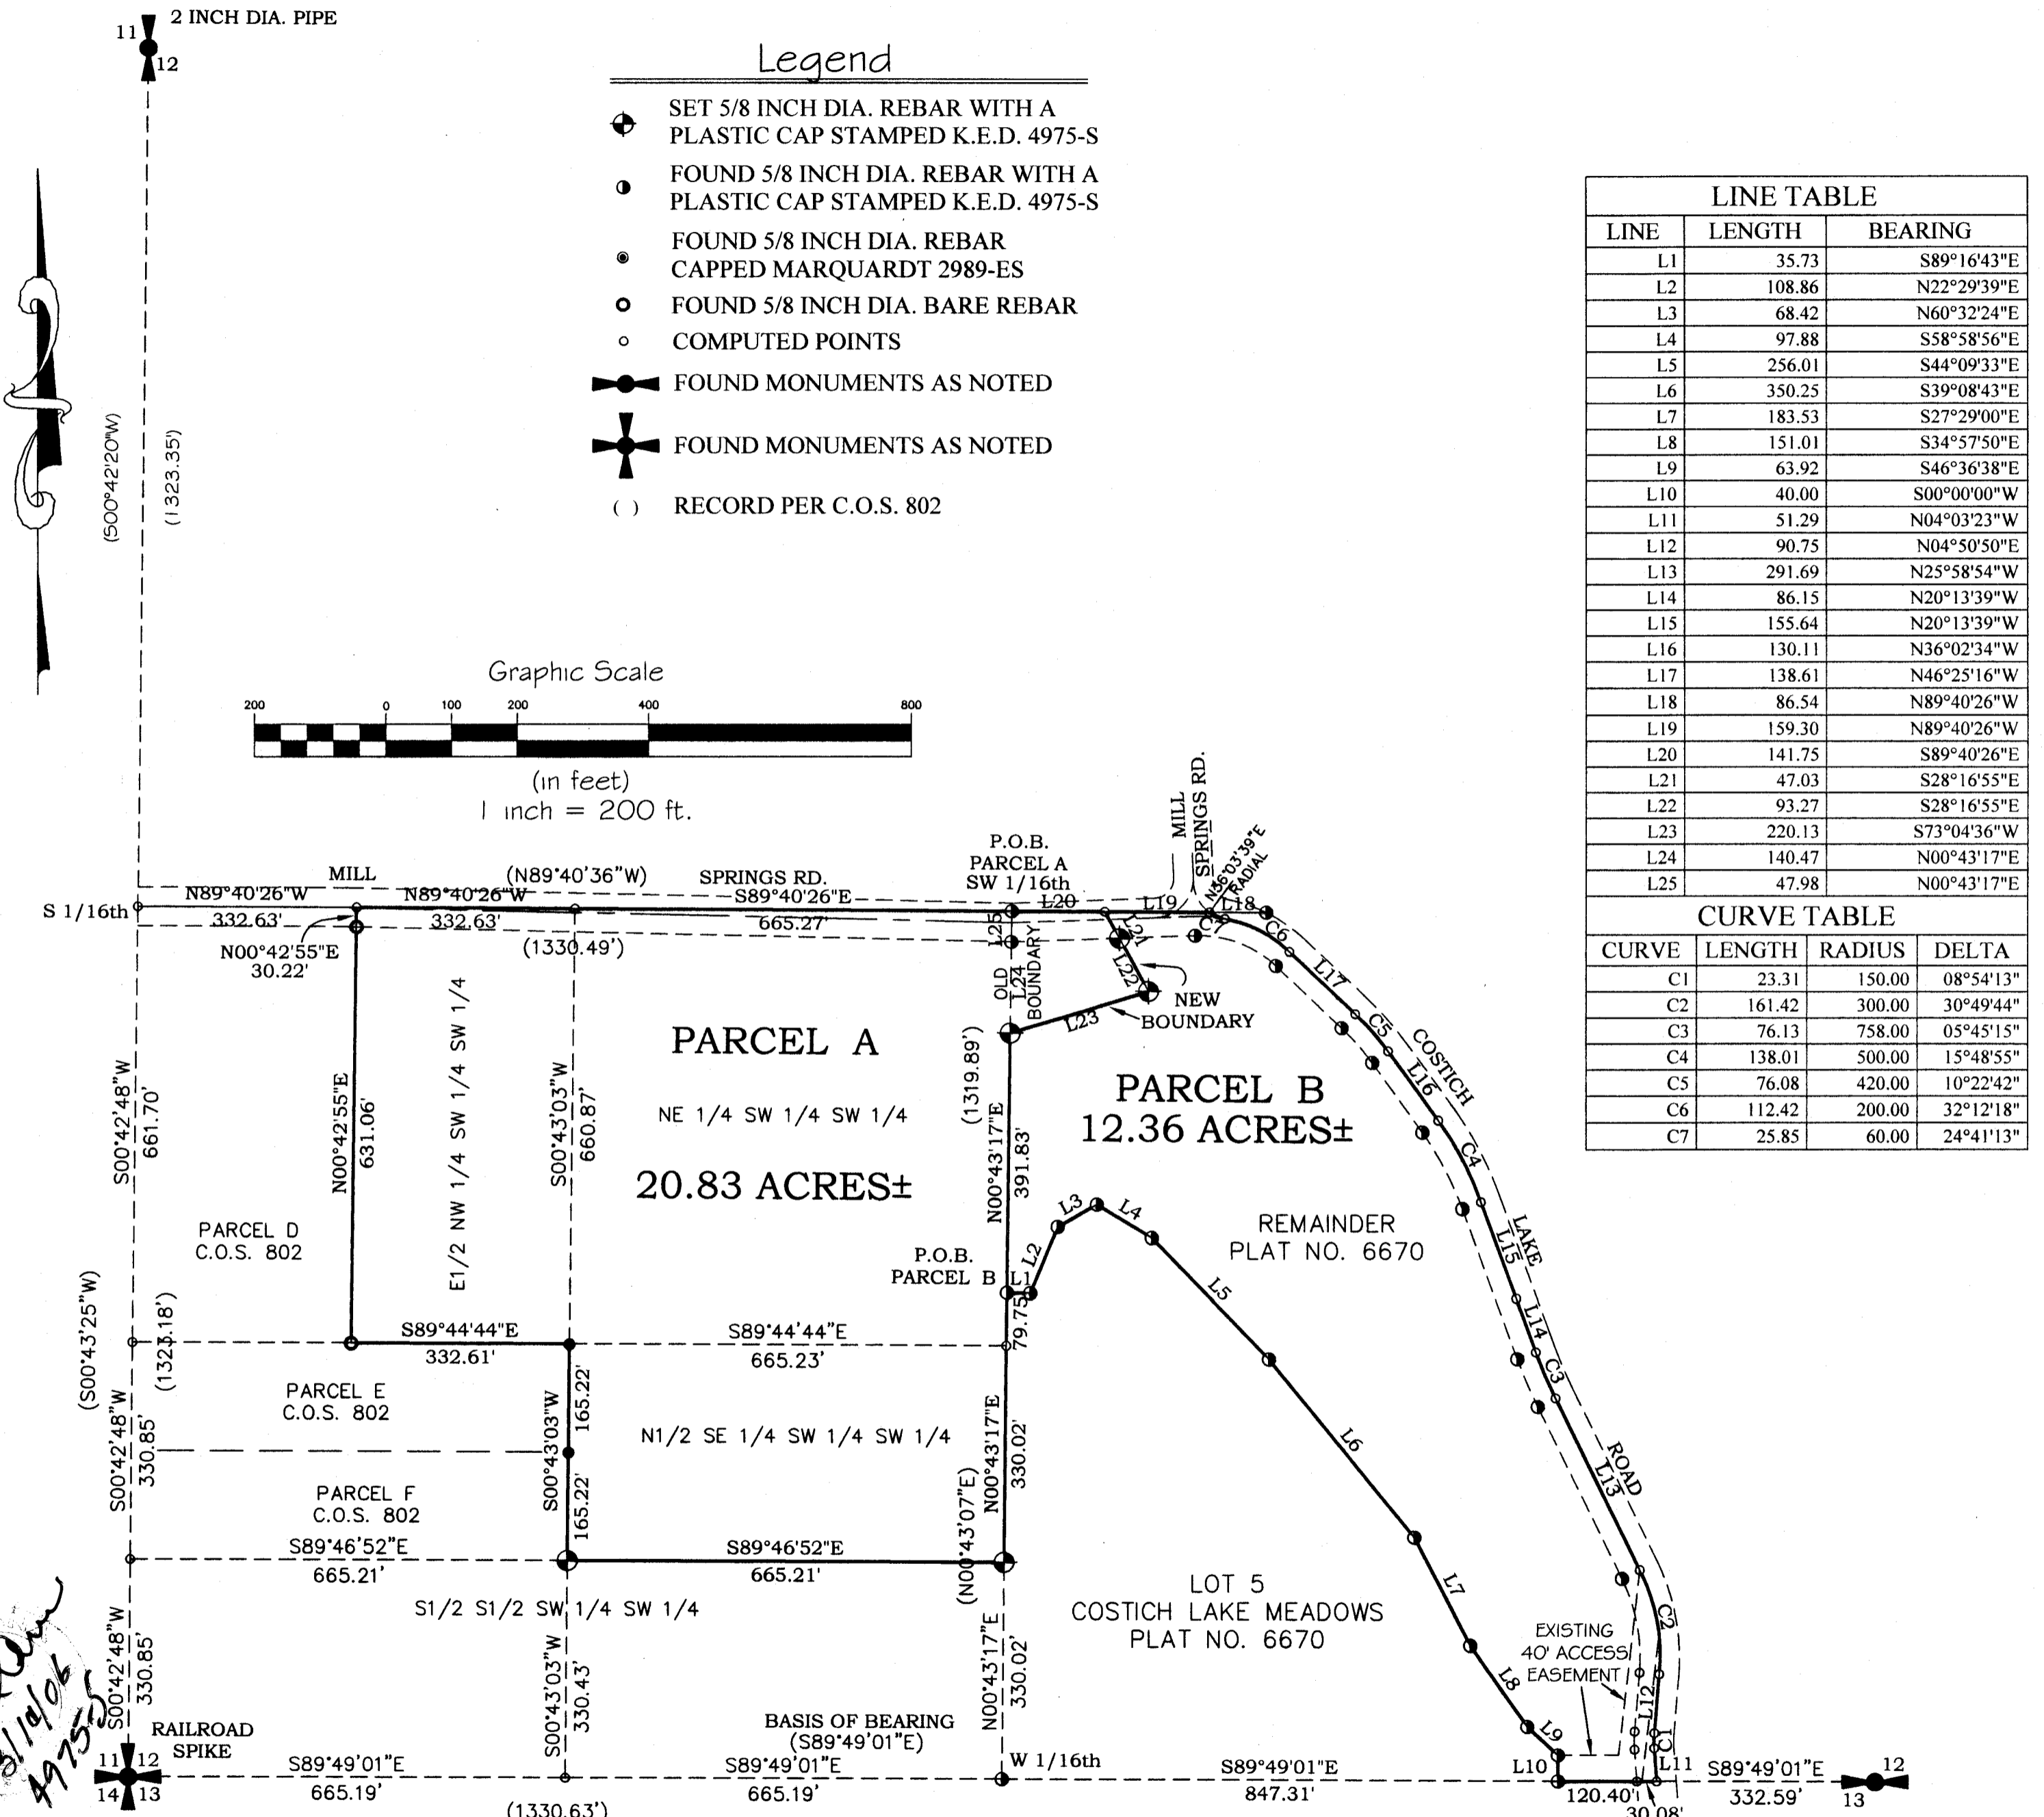 2 INCH DIA. PIPE
11
12
Legend
SET 5/8 INCH DIA. REBAR WITH A
PLASTIC CAP STAMPED K.E.D. 4975-S
FOUND 5/8 INCH DIA. REBAR WITH A
PLASTIC CAP STAMPED K.E.D. 4975-S
FOUND 5/8 INCH DIA. REBAR
CAPPED MARQUARDT 2989-ES
FOUND 5/8 INCH DIA. BARE REBAR
COMPUTED POINTS
FOUND MONUMENTS AS NOTED
FOUND MONUMENTS AS NOTED
( ) RECORD PER C.O.S. 802
LINE TABLE
LINE LENGTH BEARING
L1 35.73 S89°16'43"E
L2 108.86 N22°29'39"E
L3 68.42 N60°32'24"E
L4 97.88 S58°58'56"E
L5 256.01 S44°09'33"E
L6 350.25 S39°08'43"E
L7 183.53 S27°29'00"E
L8 151.01 S34°57'50"E
L9 63.92 S46°36'38"E
L10 40.00 S00°00'00"W
L11 51.29 N04°03'23"W
L12 90.75 N04°50'50"E
L13 291.69 N25°58'54"W
L14 86.15 N20°13'39"W
L15 155.64 N20°13'39"W
L16 130.11 N36°02'34"W
L17 138.61 N46°25'16"W
L18 86.54 N89°40'26"W
L19 159.30 N89°40'26"W
L20 141.75 S89°40'26"E
L21 47.03 S28°16'55"E
L22 93.27 S28°16'55"E
L23 220.13 S73°04'36"W
L24 140.47 N00°43'17"E
L25 47.98 N00°43'17"E
CURVE TABLE
CURVE LENGTH RADIUS DELTA
C1 23.31 150.00 08°54'13"
C2 161.42 300.00 30°49'44"
C3 76.13 758.00 05°45'15"
C4 138.01 500.00 15°48'55"
C5 76.08 420.00 10°22'42"
C6 112.42 200.00 32°12'18"
C7 25.85 60.00 24°41'13"
(S00°42'20"W)
(1323.35')
Graphic Scale
200 0 100 200 400 800
(in feet)
1 inch = 200 ft.
P.O.B.
PARCEL A
SW 1/16th
MILL
SPRINGS RD.
N36°03'39"E
RADIAL
MILL
(N89°40'36"W)
SPRINGS RD.
S 1/16th
N89°40'26"W
332.63'
N89°40'26"W
332.63'
S89°40'26"E
665.27'
(1330.49')
L20
L19
L18
L25
L21
C7
C6
N00°42'55"E
30.22'
OLD
BOUNDARY
L24
L22
NEW
BOUNDARY
L23
L17
C5
COSTICH
L16
C4
LAKE
L15
L14
C3
ROAD
L13
C2
S00°42'48"W
661.70'
N00°42'55"E
631.06'
E1/2 NW 1/4 SW 1/4 SW 1/4
S00°43'03"W
660.87'
PARCEL A
NE 1/4 SW 1/4 SW 1/4
20.83 ACRES±
(1319.89')
N00°43'17"E
391.83'
PARCEL B
12.36 ACRES±
REMAINDER
PLAT NO. 6670
PARCEL D
C.O.S. 802
P.O.B.
PARCEL B
L1
L2
L3
L4
L5
L6
L7
L8
L9
79.75'
(S00°43'25"W)
(1323.18')
S89°44'44"E
332.61'
S89°44'44"E
665.23'
PARCEL E
C.O.S. 802
S00°42'48"W
330.85'
S00°43'03"W
165.22'
165.22'
N1/2 SE 1/4 SW 1/4 SW 1/4
N00°43'17"E
330.02'
(N00°43'07"E)
PARCEL F
C.O.S. 802
S89°46'52"E
665.21'
S89°46'52"E
665.21'
S1/2 S1/2 SW 1/4 SW 1/4
S00°42'48"W
330.85'
S00°43'03"W
330.43'
N00°43'17"E
330.02'
LOT 5
COSTICH LAKE MEADOWS
PLAT NO. 6670
EXISTING
40' ACCESS
EASEMENT
L12
C1
4975-S
RAILROAD
SPIKE
11 12
14 13
BASIS OF BEARING
(S89°49'01"E)
S89°49'01"E
665.19'
S89°49'01"E
665.19'
(1330.63')
W 1/16th
S89°49'01"E
847.31'
L10
L11
120.40'
30.08'
S89°49'01"E
332.59'
12
13